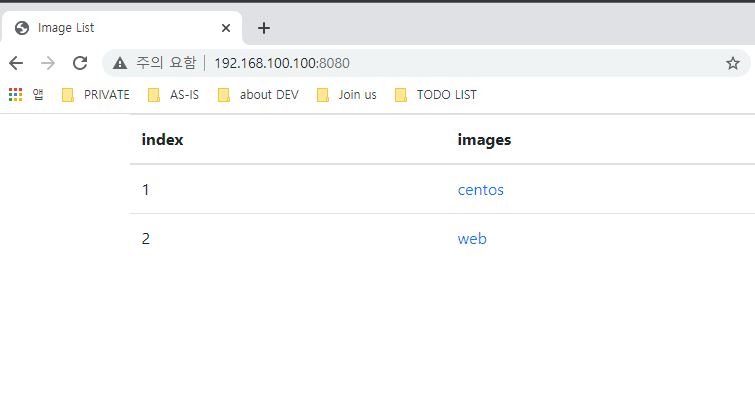 Image List
주의 요함 192.168.100.100:8080
앱 PRIVATE AS-IS about DEV Join us TODO LIST
index images
1 centos
2 web